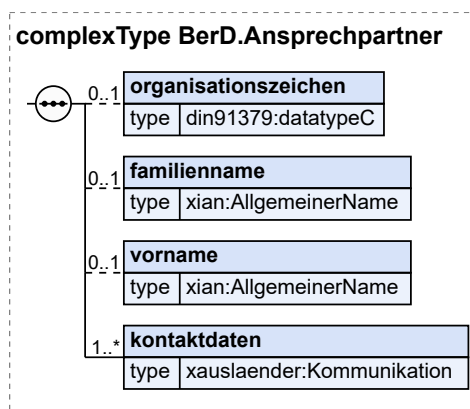 complexType BerD.Ansprechpartner
0..1
organisationszeichen
type din91379:datatypeC
0..1
familienname
type xian:AllgemeinerName
0..1
vorname
type xian:AllgemeinerName
1..*
kontaktdaten
type xauslaender:Kommunikation